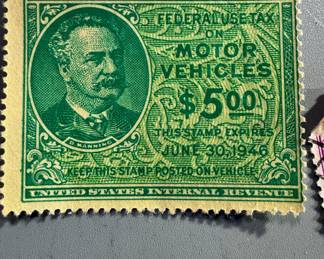 FEDERAL USE TAX
ON
MOTOR
VEHICLES
$5.00
THIS STAMP EXPIRES
JUNE 30, 1946
D. MANNING
KEEP THIS STAMP POSTED ON VEHICLE
UNITED STATES INTERNAL REVENUE